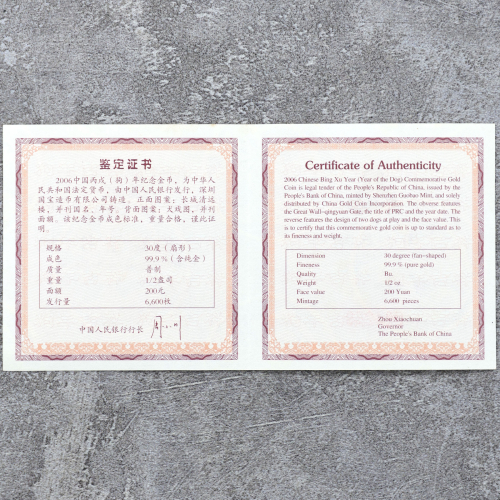 鉴定证书
2006中国丙戌(狗)年纪念金币,为中华人
民共和国法定货币,由中国人民银行发行,深圳
国宝造币有限公司铸造。正面图案:长城清远
楼,并刊国名、年号。背面图案:犬戏图,并刊
面额。该纪念金币成色标准,重量合格,谨此证
明。
规格 30度(扇形)
成色 99.9%(含纯金)
质量 普制
重量 1/2盎司
面额 200元
发行量 6,600枚
中国人民银行行长
Certificate of Authenticity
2006 Chinese Bing Xu Year (Year of the Dog) Commemorative Gold
Coin is legal tender of the People's Republic of China, issued by the
People's Bank of China, minted by Shenzhen Guobao Mint, and solely
distributed by China Gold Coin Incorporation. The obverse features
the Great Wall-qingyuan Gate, the title of PRC and the year date. The
reverse features the design of two dogs at play and the face value. This
is to certify that this commemorative gold coin is up to standard as to
its fineness and weight.
Dimension 30 degree (fan-shaped)
Fineness 99.9% (pure gold)
Quality Bu.
Weight 1/2 oz.
Face value 200 Yuan
Mintage 6,600 pieces
Zhou Xiaochuan
Governor
The People's Bank of China